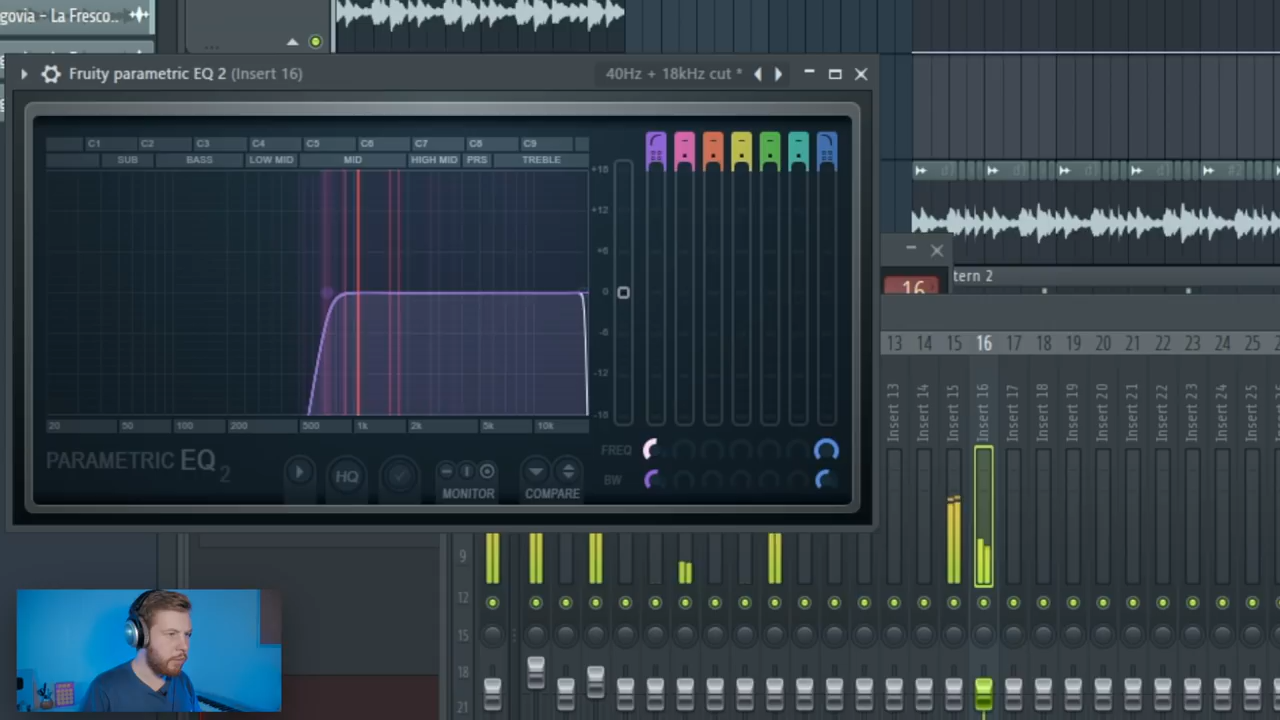 govia - La Fresco..
Fruity parametric EQ 2 (Insert 16)
40Hz + 18kHz cut *
C1 C2 C3 C4 C5 C6 C7 C8 C9
SUB BASS LOW MID MID HIGH MID PRS TREBLE
+18
+12
+6
0
-6
-12
-18
20 50 100 200 500 1k 2k 5k 10k
PARAMETRIC EQ 2
HQ
MONITOR
COMPARE
FREQ
BW
16
tern 2
13 14 15 16 17 18 19 20 21 22 23 24 25
Insert 13
Insert 14
Insert 15
Insert 16
Insert 17
Insert 18
Insert 19
Insert 20
Insert 21
Insert 22
Insert 23
Insert 24
Insert 25
9
12
15
18
21